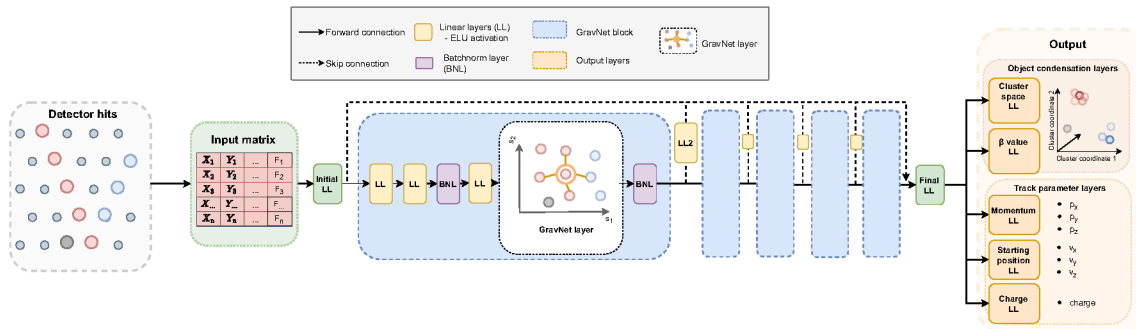 Forward connection
Skip connection
Linear layers (LL)
- ELU activation
Batchnorm layer
(BNL)
GravNet block
Output layers
GravNet layer
Detector hits
Input matrix
X1 Y1 ... F1
X2 Y2 ... F2
X3 Y3 ... F3
X... Y... ... F...
Xn Yn ... Fn
Initial
LL
LL
LL
BNL
LL
S2
S1
GravNet layer
BNL
LL2
Final
LL
Output
Object condensation layers
Cluster
space
LL
β value
LL
Cluster coordinate 2
Cluster coordinate 1
Track parameter layers
Momentum
LL
• px
• py
• pz
Starting
position
LL
• vx
• vy
• vz
Charge
LL
• charge